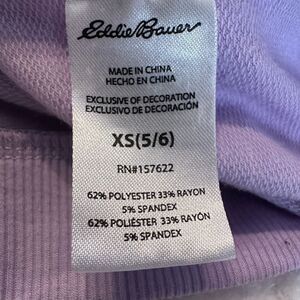 Eddie Bauer
MADE IN CHINA
HECHO EN CHINA
EXCLUSIVE OF DECORATION
EXCLUSIVO DE DECORACIÓN
XS(5/6)
RN#157622
62% POLYESTER 33% RAYON
5% SPANDEX
62% POLIÉSTER 33% RAYÓN
5% SPANDEX